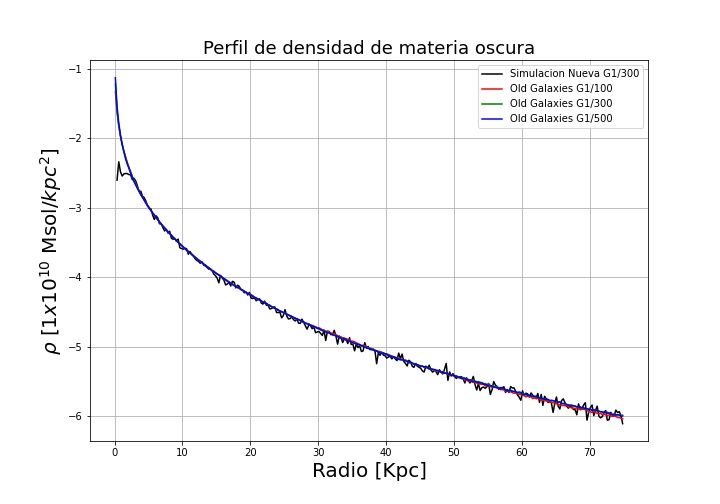 Perfil de densidad de materia oscura
Simulacion Nueva G1/300
Old Galaxies G1/100
Old Galaxies G1/300
Old Galaxies G1/500
ρ [1x10¹⁰ Msol/kpc²]
−1
−2
−3
−4
−5
−6
0 10 20 30 40 50 60 70
Radio [Kpc]